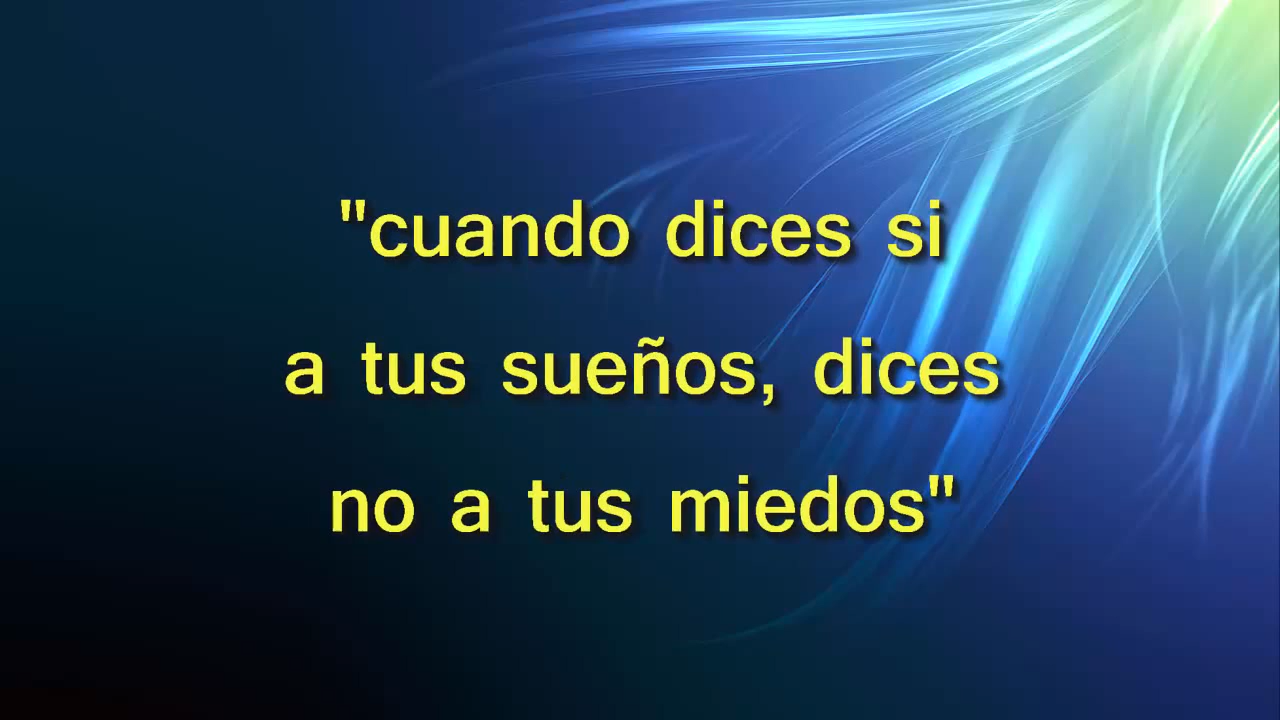 "cuando dices si
a tus sueños, dices
no a tus miedos"